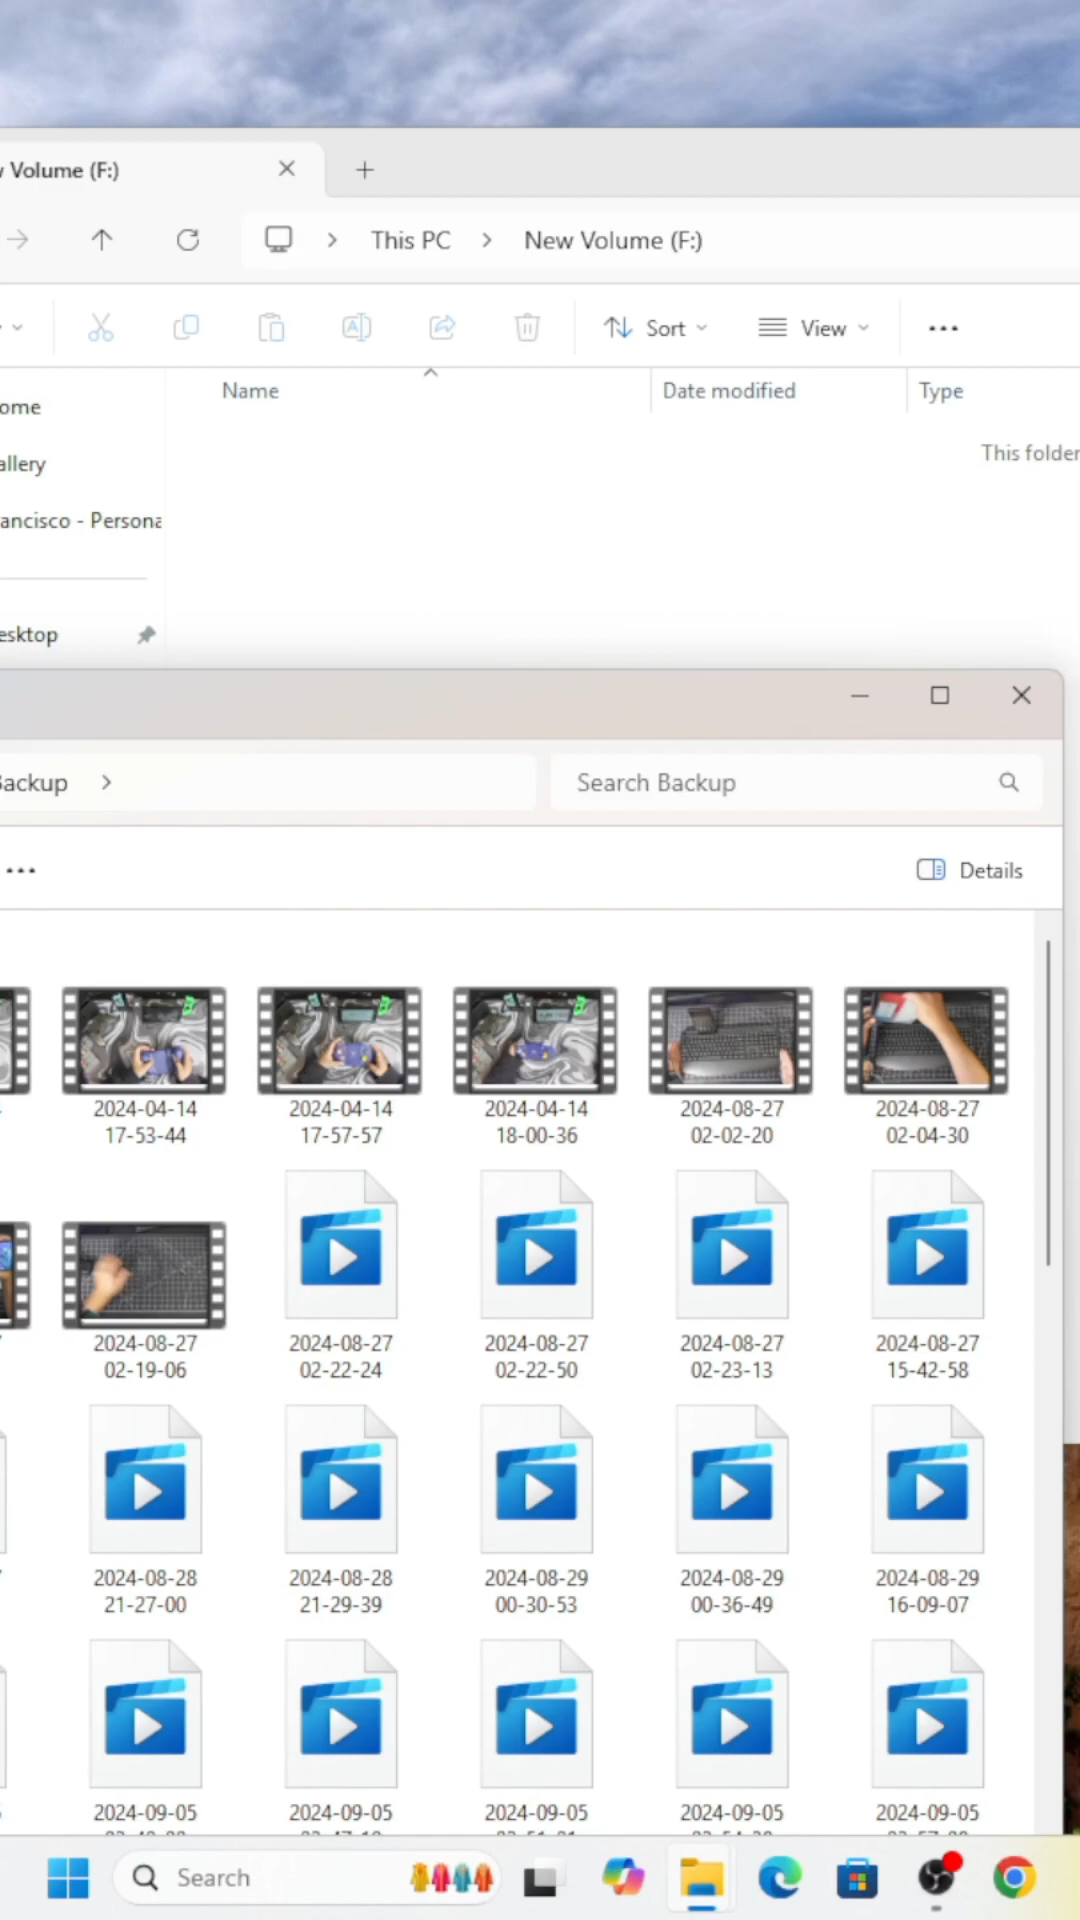 Volume (F:)
This PC > New Volume (F:)
Sort
View
Name
Date modified
Type
ome
This folder
allery
ancisco - Persona
esktop
Backup >
Search Backup
Details
2024-04-14
17-53-44
2024-04-14
17-57-57
2024-04-14
18-00-36
2024-08-27
02-02-20
2024-08-27
02-04-30
2024-08-27
02-19-06
2024-08-27
02-22-24
2024-08-27
02-22-50
2024-08-27
02-23-13
2024-08-27
15-42-58
2024-08-28
21-27-00
2024-08-28
21-29-39
2024-08-29
00-30-53
2024-08-29
00-36-49
2024-08-29
16-09-07
2024-09-05
2024-09-05
2024-09-05
2024-09-05
2024-09-05
Search